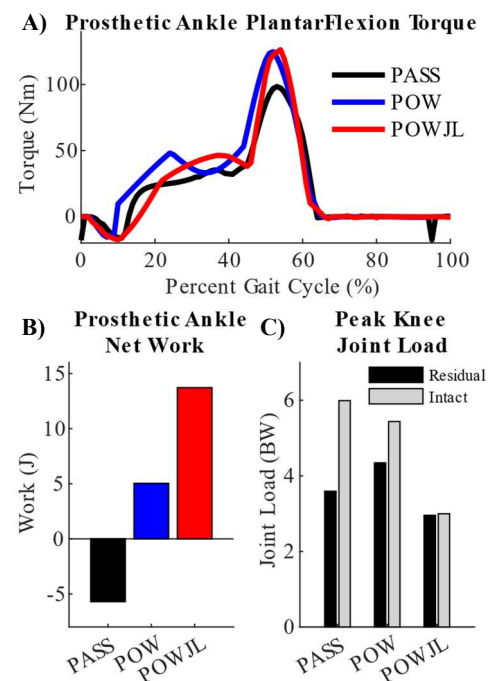 A) Prosthetic Ankle PlantarFlexion Torque
Torque (Nm)
100
50
0
PASS
POW
POWJL
0 20 40 60 80 100
Percent Gait Cycle (%)
B) Prosthetic Ankle
Net Work
Work (J)
15
10
5
0
-5
PASS POW POWJL
C) Peak Knee
Joint Load
Joint Load (BW)
6
4
2
0
Residual
Intact
PASS POW POWJL